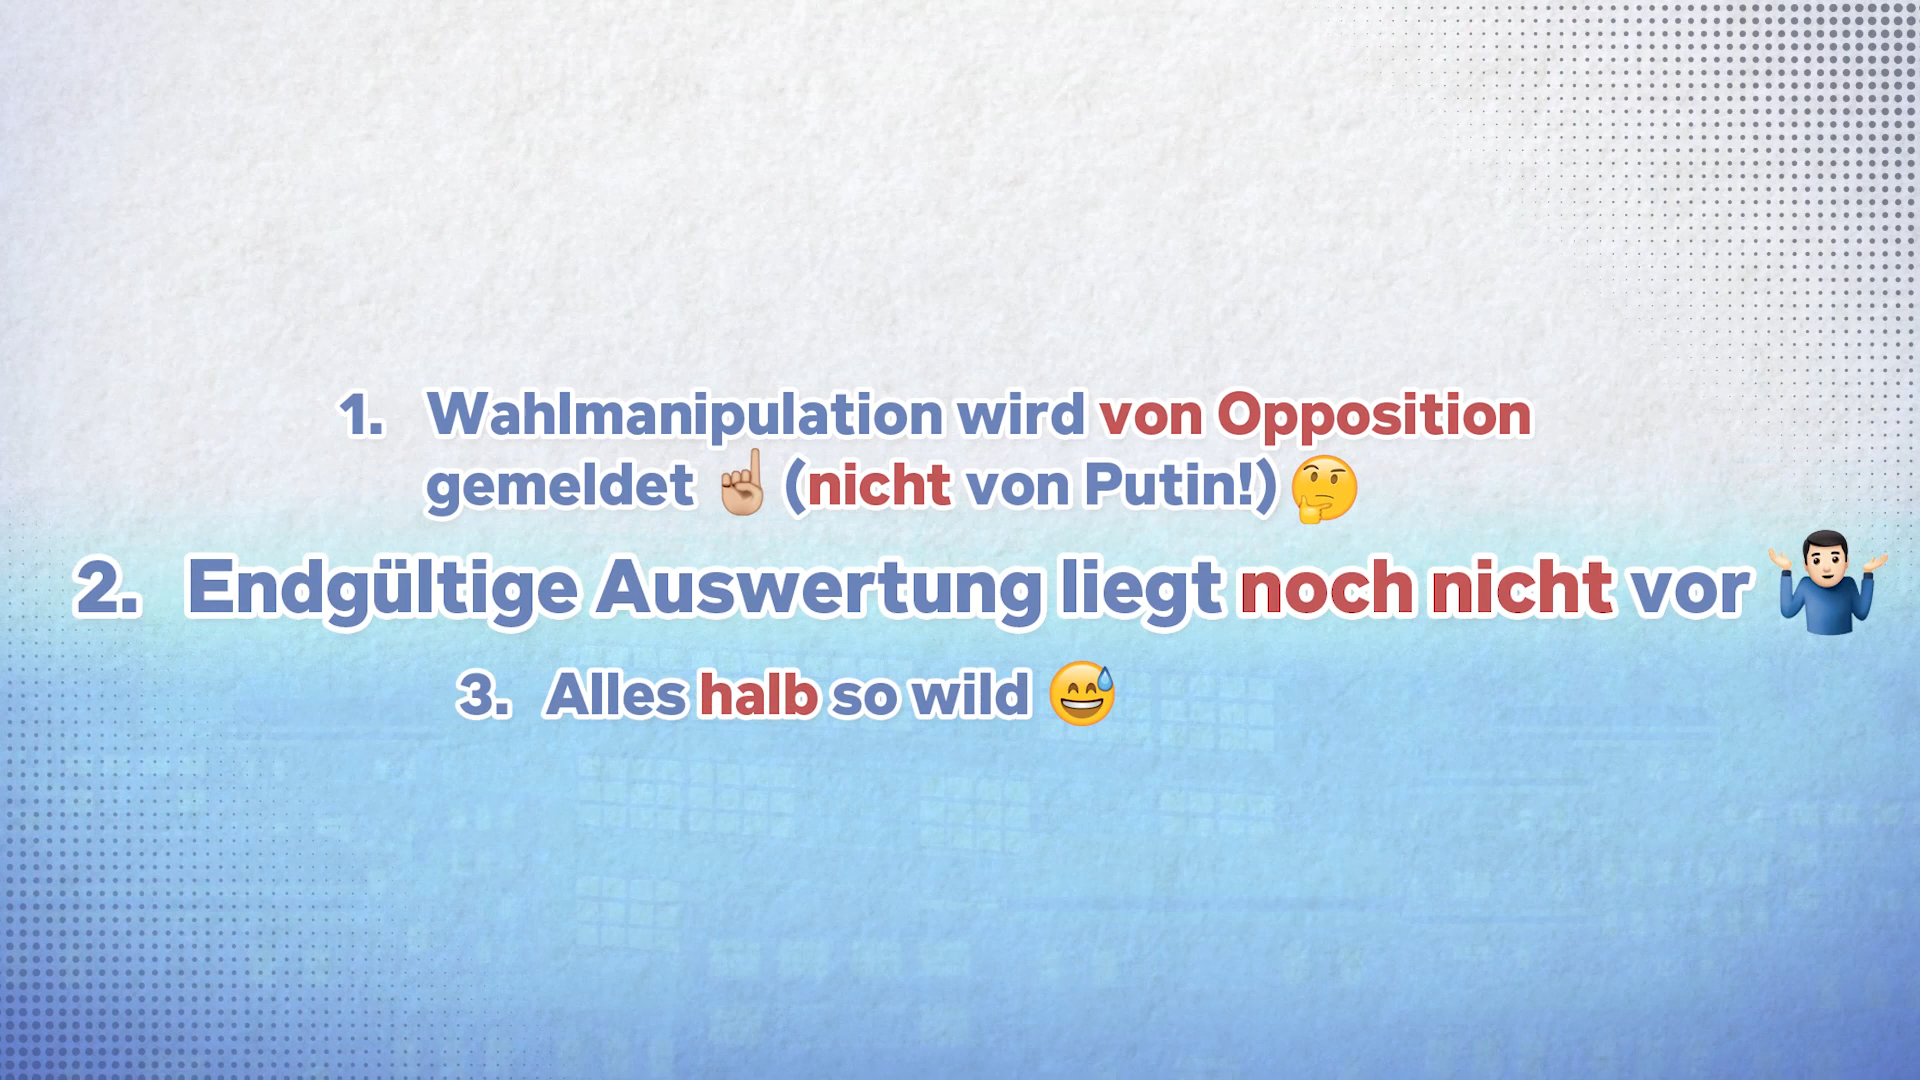 1. Wahlmanipulation wird von Opposition
gemeldet ☝🏼 (nicht von Putin!) 🤔
2. Endgültige Auswertung liegt noch nicht vor 🤷🏻‍♂️
3. Alles halb so wild 😅